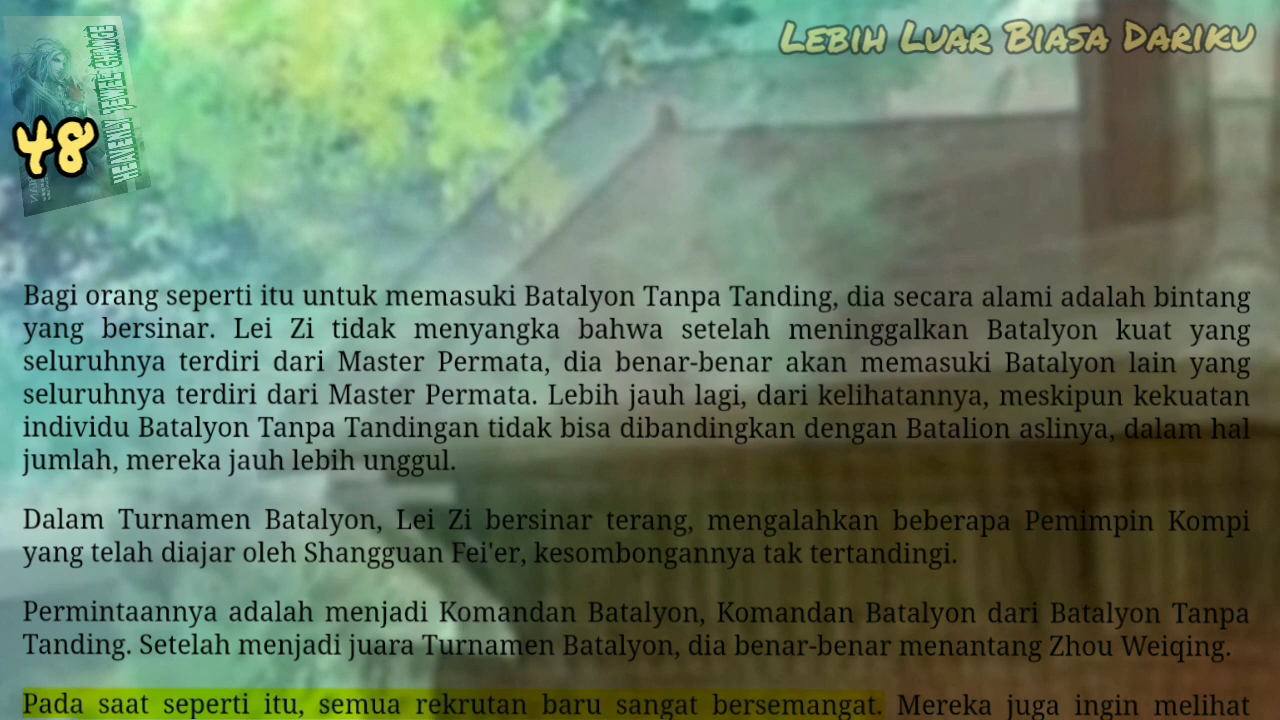 Lebih Luar Biasa Dariku
HEAVENLY JEWEL CHANGE
48
Bagi orang seperti itu untuk memasuki Batalyon Tanpa Tanding, dia secara alami adalah bintang
yang bersinar. Lei Zi tidak menyangka bahwa setelah meninggalkan Batalyon kuat yang
seluruhnya terdiri dari Master Permata, dia benar-benar akan memasuki Batalyon lain yang
seluruhnya terdiri dari Master Permata. Lebih jauh lagi, dari kelihatannya, meskipun kekuatan
individu Batalyon Tanpa Tandingan tidak bisa dibandingkan dengan Batalion aslinya, dalam hal
jumlah, mereka jauh lebih unggul.
Dalam Turnamen Batalyon, Lei Zi bersinar terang, mengalahkan beberapa Pemimpin Kompi
yang telah diajar oleh Shangguan Fei'er, kesombongannya tak tertandingi.
Permintaannya adalah menjadi Komandan Batalyon, Komandan Batalyon dari Batalyon Tanpa
Tanding. Setelah menjadi juara Turnamen Batalyon, dia benar-benar menantang Zhou Weiqing.
Pada saat seperti itu, semua rekrutan baru sangat bersemangat. Mereka juga ingin melihat